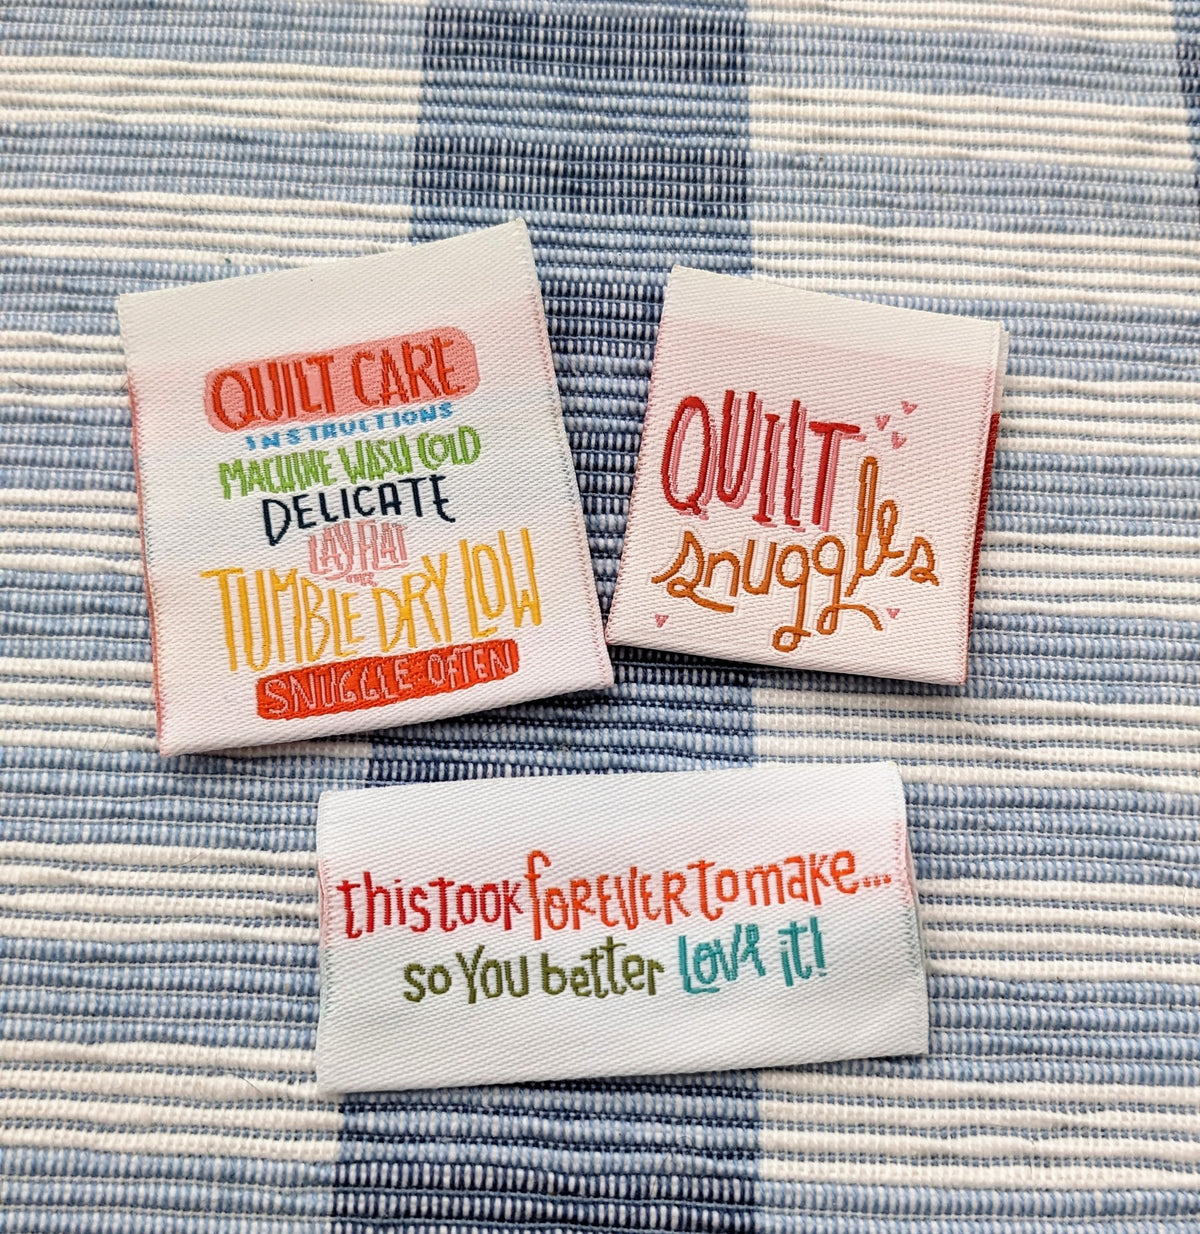 QUILT CARE
INSTRUCTIONS
MACHINE WASH COLD
DELICATE
LAY FLAT
OR
TUMBLE DRY LOW
SNUGGLE OFTEN
QUILT
snuggles
this took forever to make...
so you better love it!